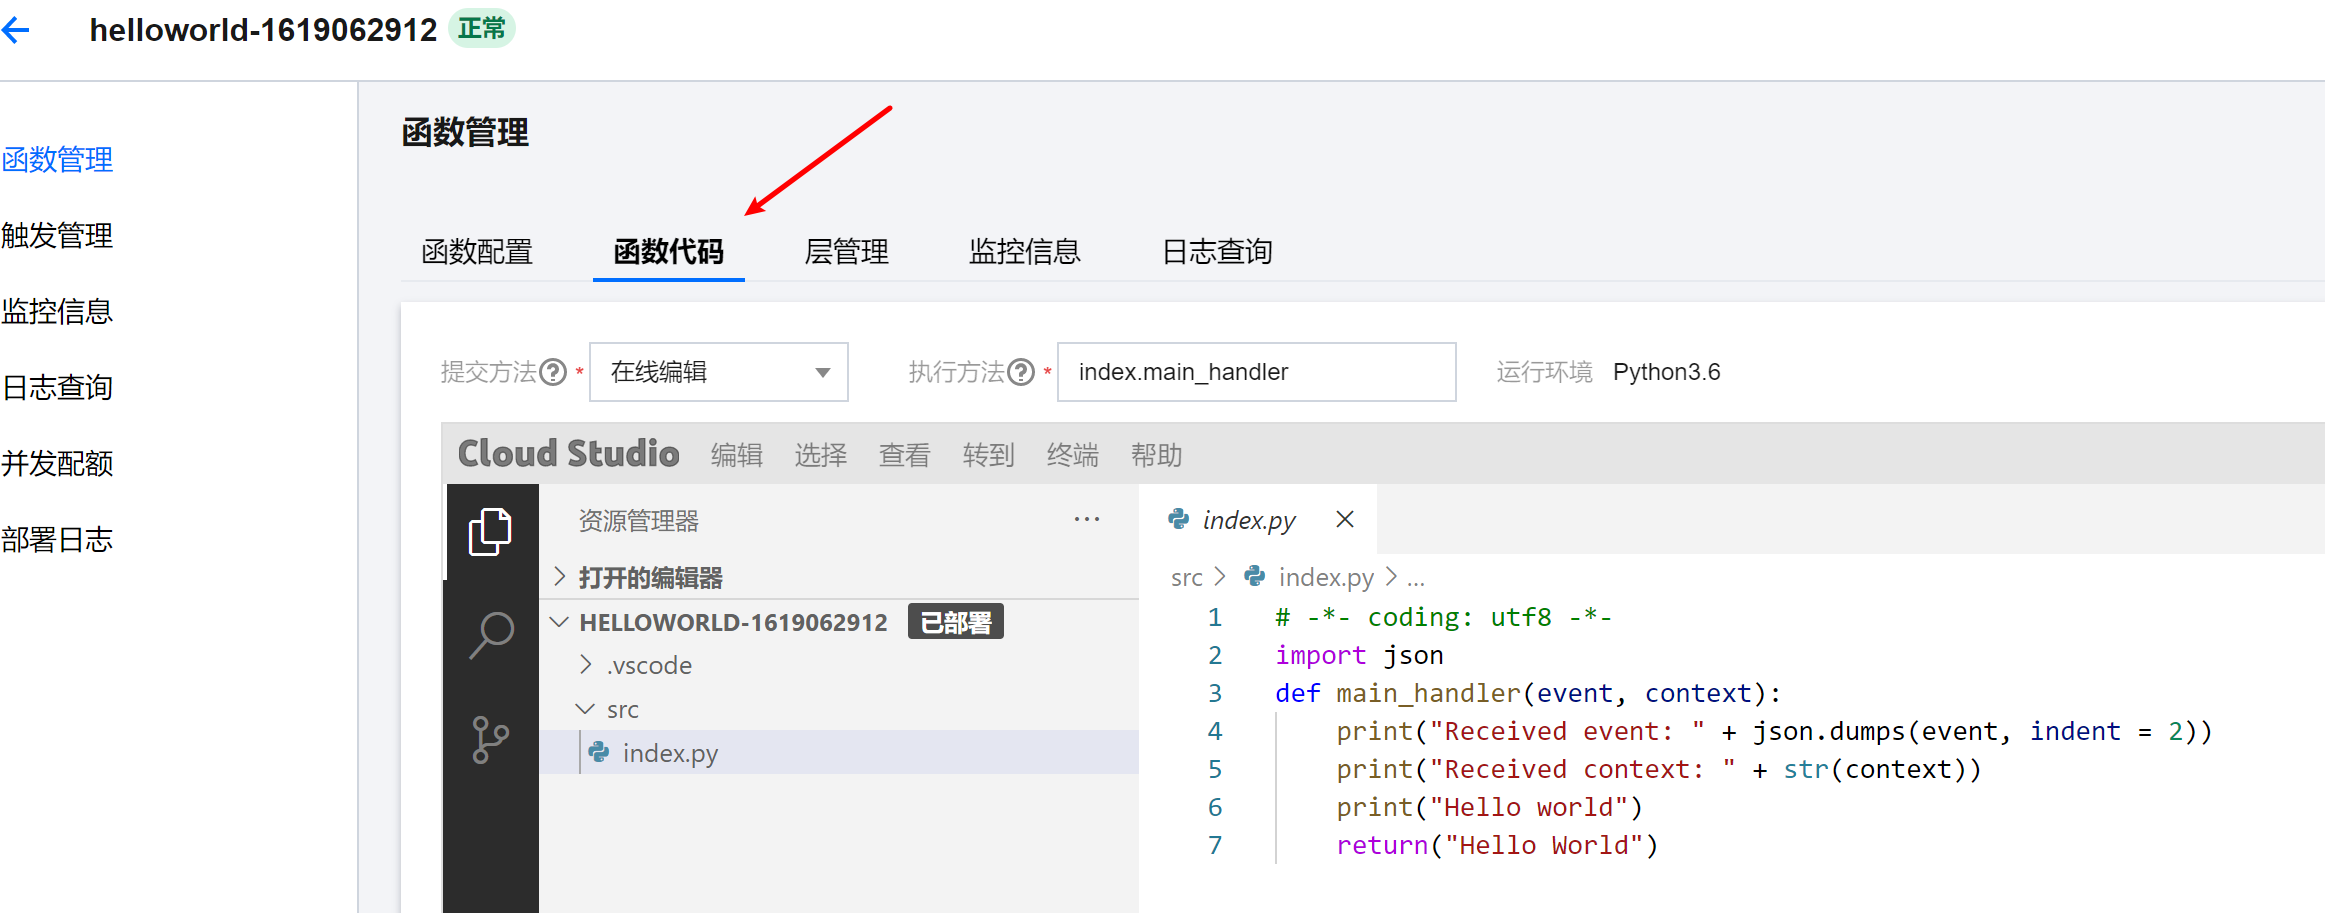 helloworld-1619062912 正常
函数管理
触发管理
监控信息
日志查询
并发配额
部署日志
函数管理
函数配置 函数代码 层管理 监控信息 日志查询
提交方法 * 在线编辑 执行方法 * index.main_handler 运行环境 Python3.6
Cloud Studio 编辑 选择 查看 转到 终端 帮助
资源管理器 ···
打开的编辑器
HELLOWORLD-1619062912 已部署
.vscode
src
index.py
index.py
src > index.py > ...
1 # -*- coding: utf8 -*-
2 import json
3 def main_handler(event, context):
4     print("Received event: " + json.dumps(event, indent = 2))
5     print("Received context: " + str(context))
6     print("Hello world")
7     return("Hello World")